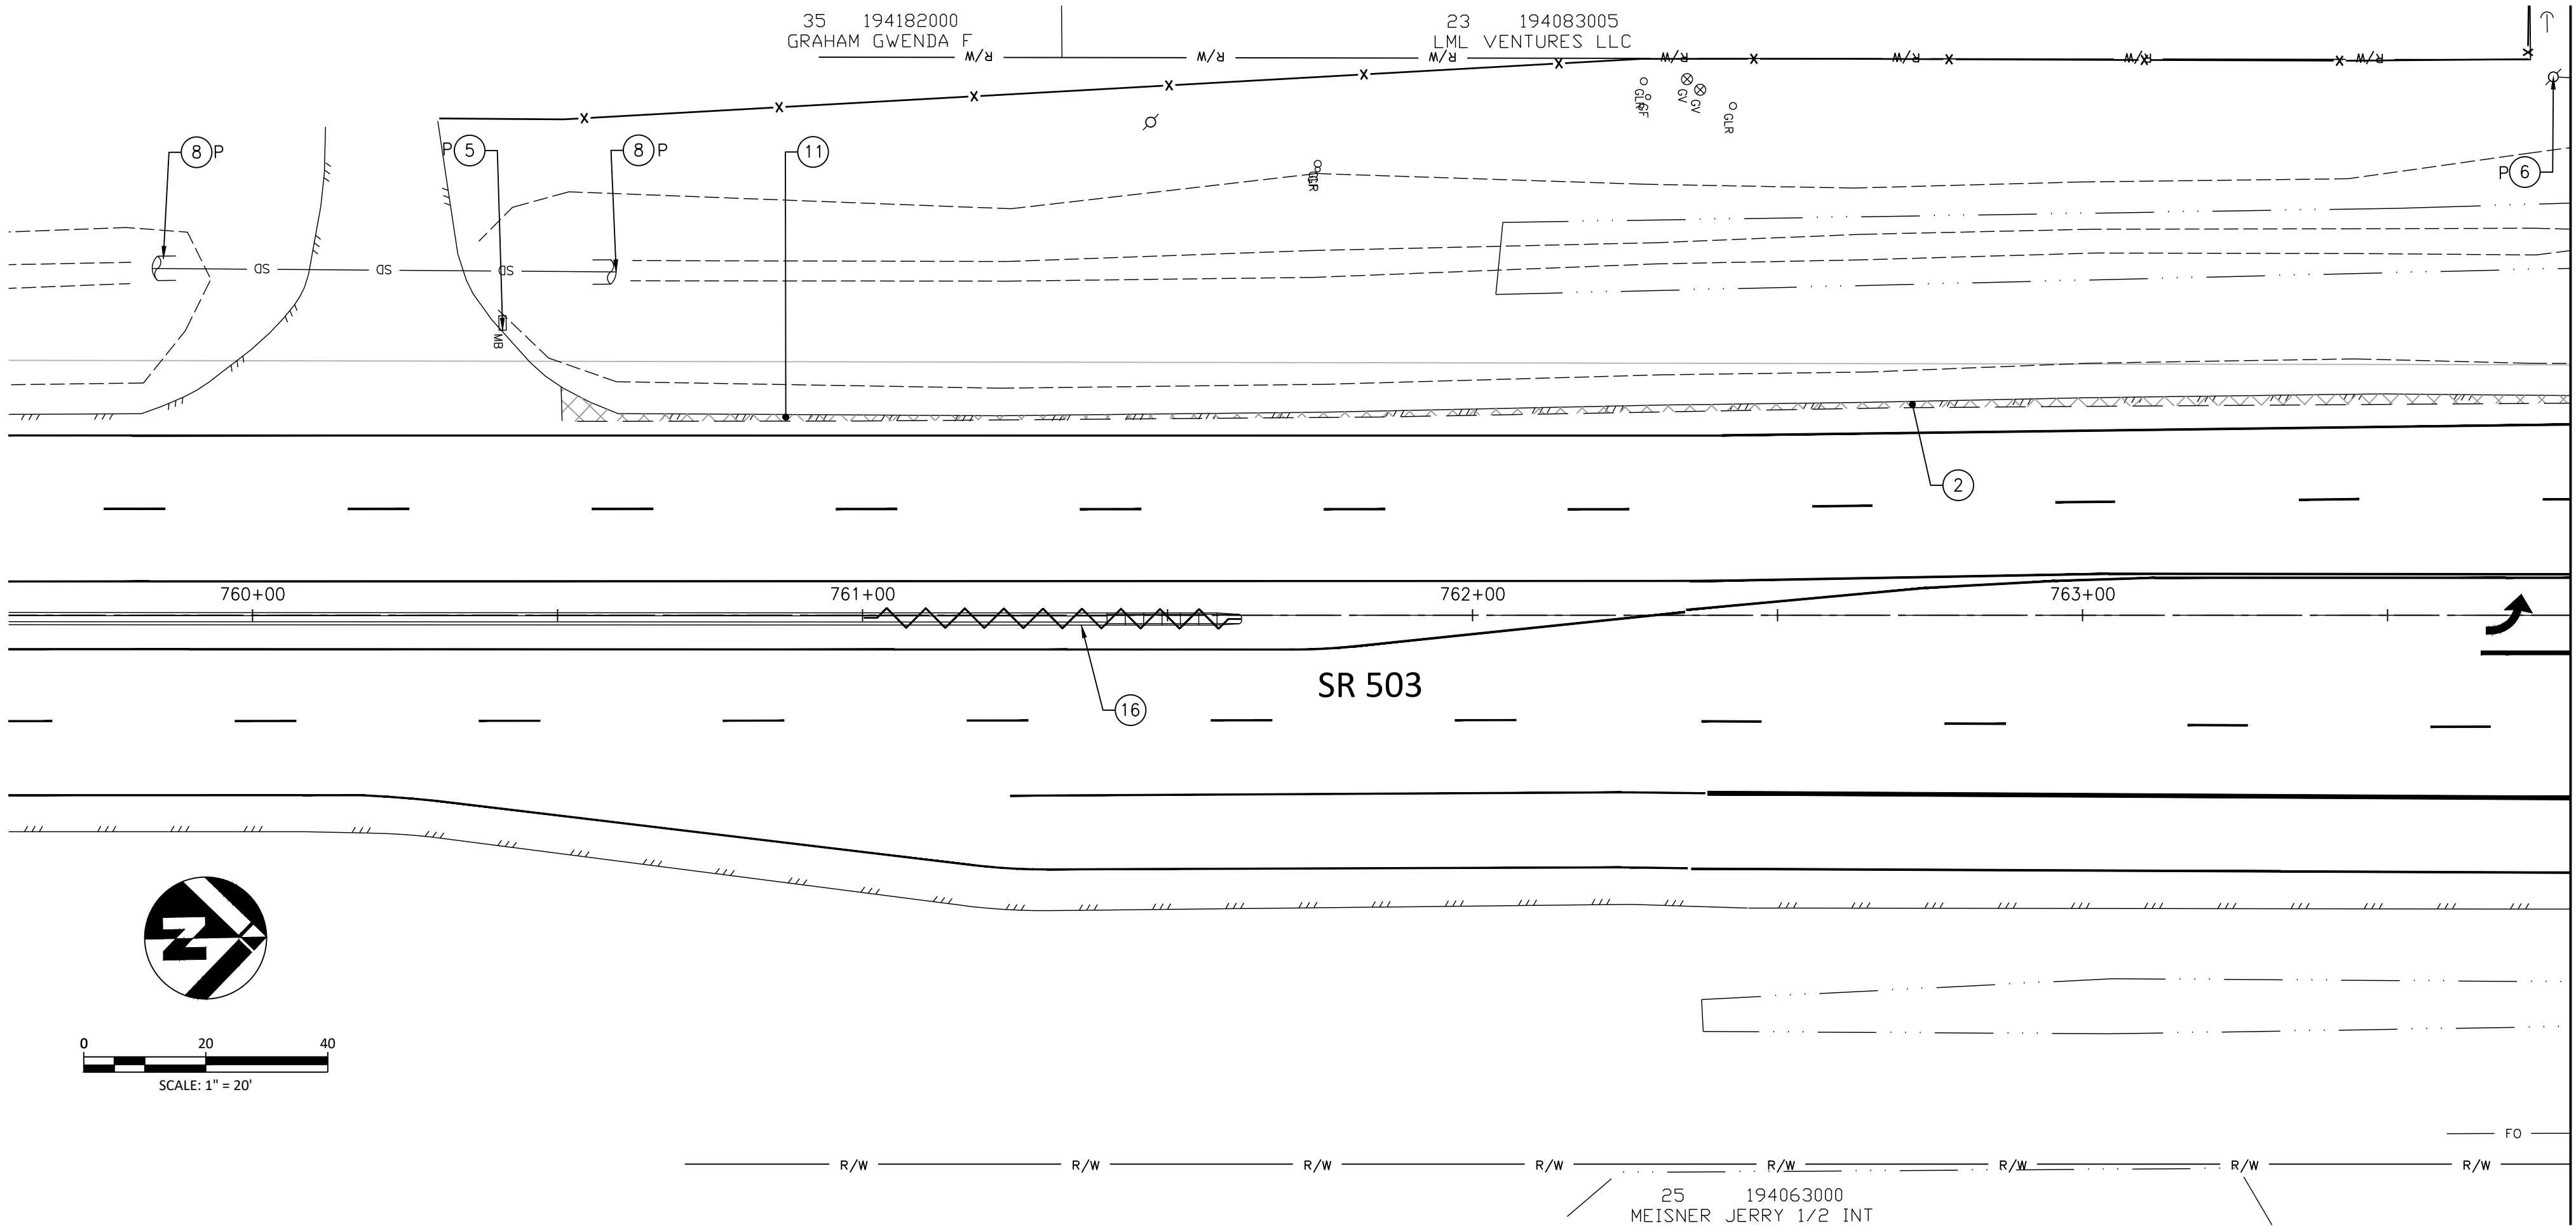 35 194182000
GRAHAM GWENDA F
23 194083005
LML VENTURES LLC
R/W R/W R/W R/W R/W R/W R/W
X X X X X X X X X X X
GLR GF GV GV GLR
8 P
P 5
8 P
11
P 6
SD SD SD
MB
2
760+00 761+00 762+00 763+00
SR 503
16
N
0 20 40
SCALE: 1" = 20'
FO
R/W R/W R/W R/W R/W R/W R/W R/W
25 194063000
MEISNER JERRY 1/2 INT